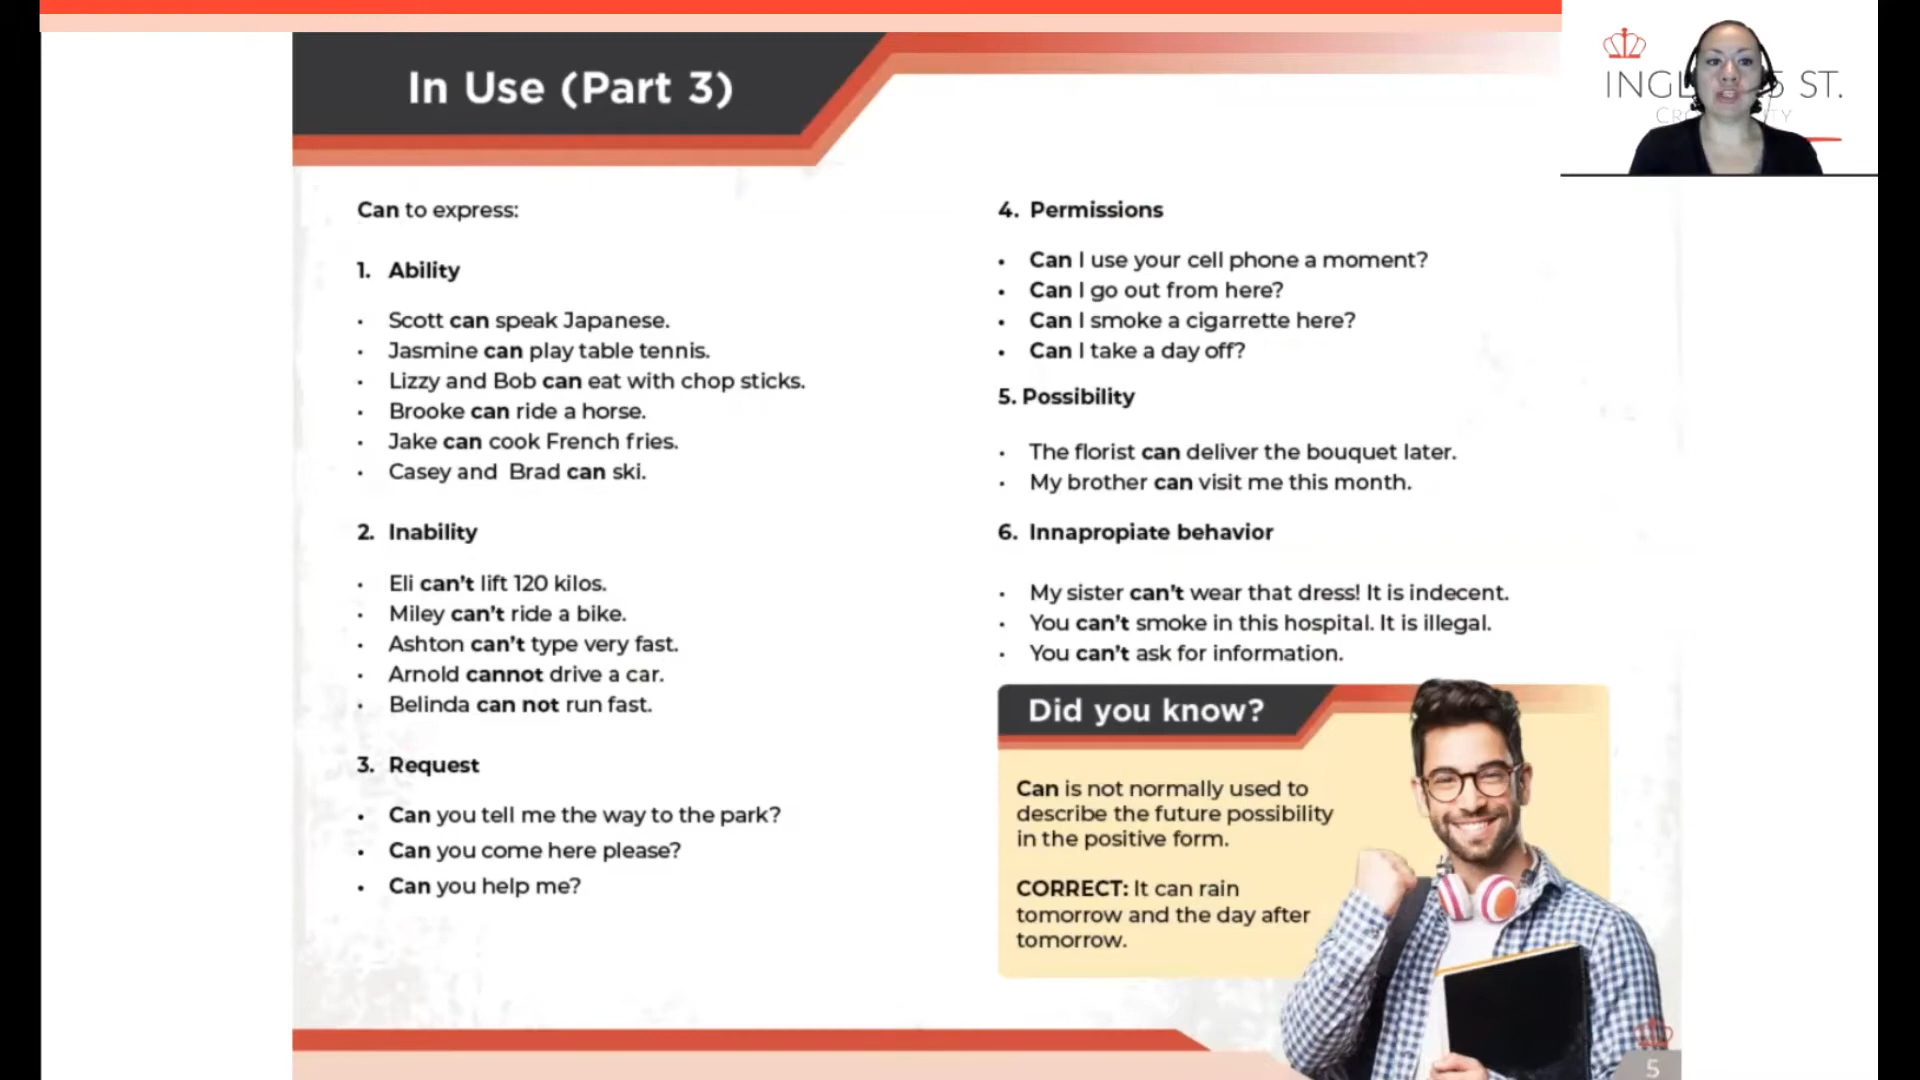 In Use (Part 3)
INGL S ST.
Can to express:
1. Ability
• Scott can speak Japanese.
• Jasmine can play table tennis.
• Lizzy and Bob can eat with chop sticks.
• Brooke can ride a horse.
• Jake can cook French fries.
• Casey and Brad can ski.
2. Inability
• Eli can't lift 120 kilos.
• Miley can't ride a bike.
• Ashton can't type very fast.
• Arnold cannot drive a car.
• Belinda can not run fast.
3. Request
• Can you tell me the way to the park?
• Can you come here please?
• Can you help me?
4. Permissions
• Can I use your cell phone a moment?
• Can I go out from here?
• Can I smoke a cigarrette here?
• Can I take a day off?
5. Possibility
• The florist can deliver the bouquet later.
• My brother can visit me this month.
6. Innapropiate behavior
• My sister can't wear that dress! It is indecent.
• You can't smoke in this hospital. It is illegal.
• You can't ask for information.
Did you know?
Can is not normally used to
describe the future possibility
in the positive form.
CORRECT: It can rain
tomorrow and the day after
tomorrow.
5